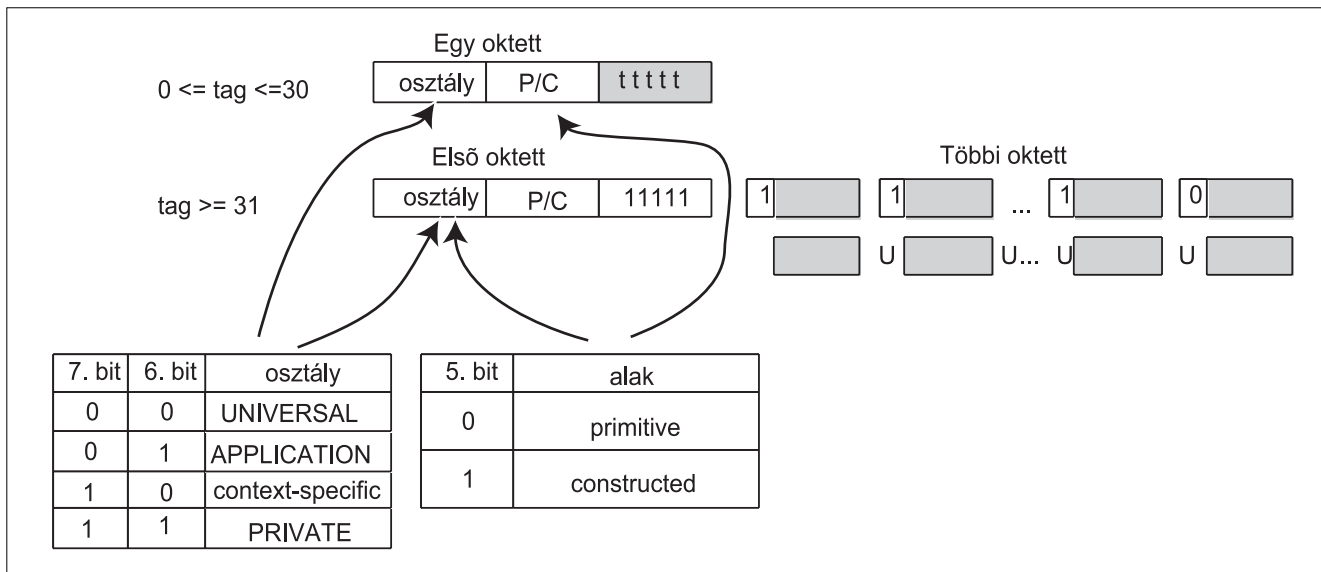 Egy oktett
0 <= tag <=30
osztály P/C ttttt
Elsõ oktett
Többi oktett
tag >= 31
osztály P/C 11111
1 1 ... 1 0
U U... U U
7. bit 6. bit osztály
0 0 UNIVERSAL
0 1 APPLICATION
1 0 context-specific
1 1 PRIVATE
5. bit alak
0 primitive
1 constructed